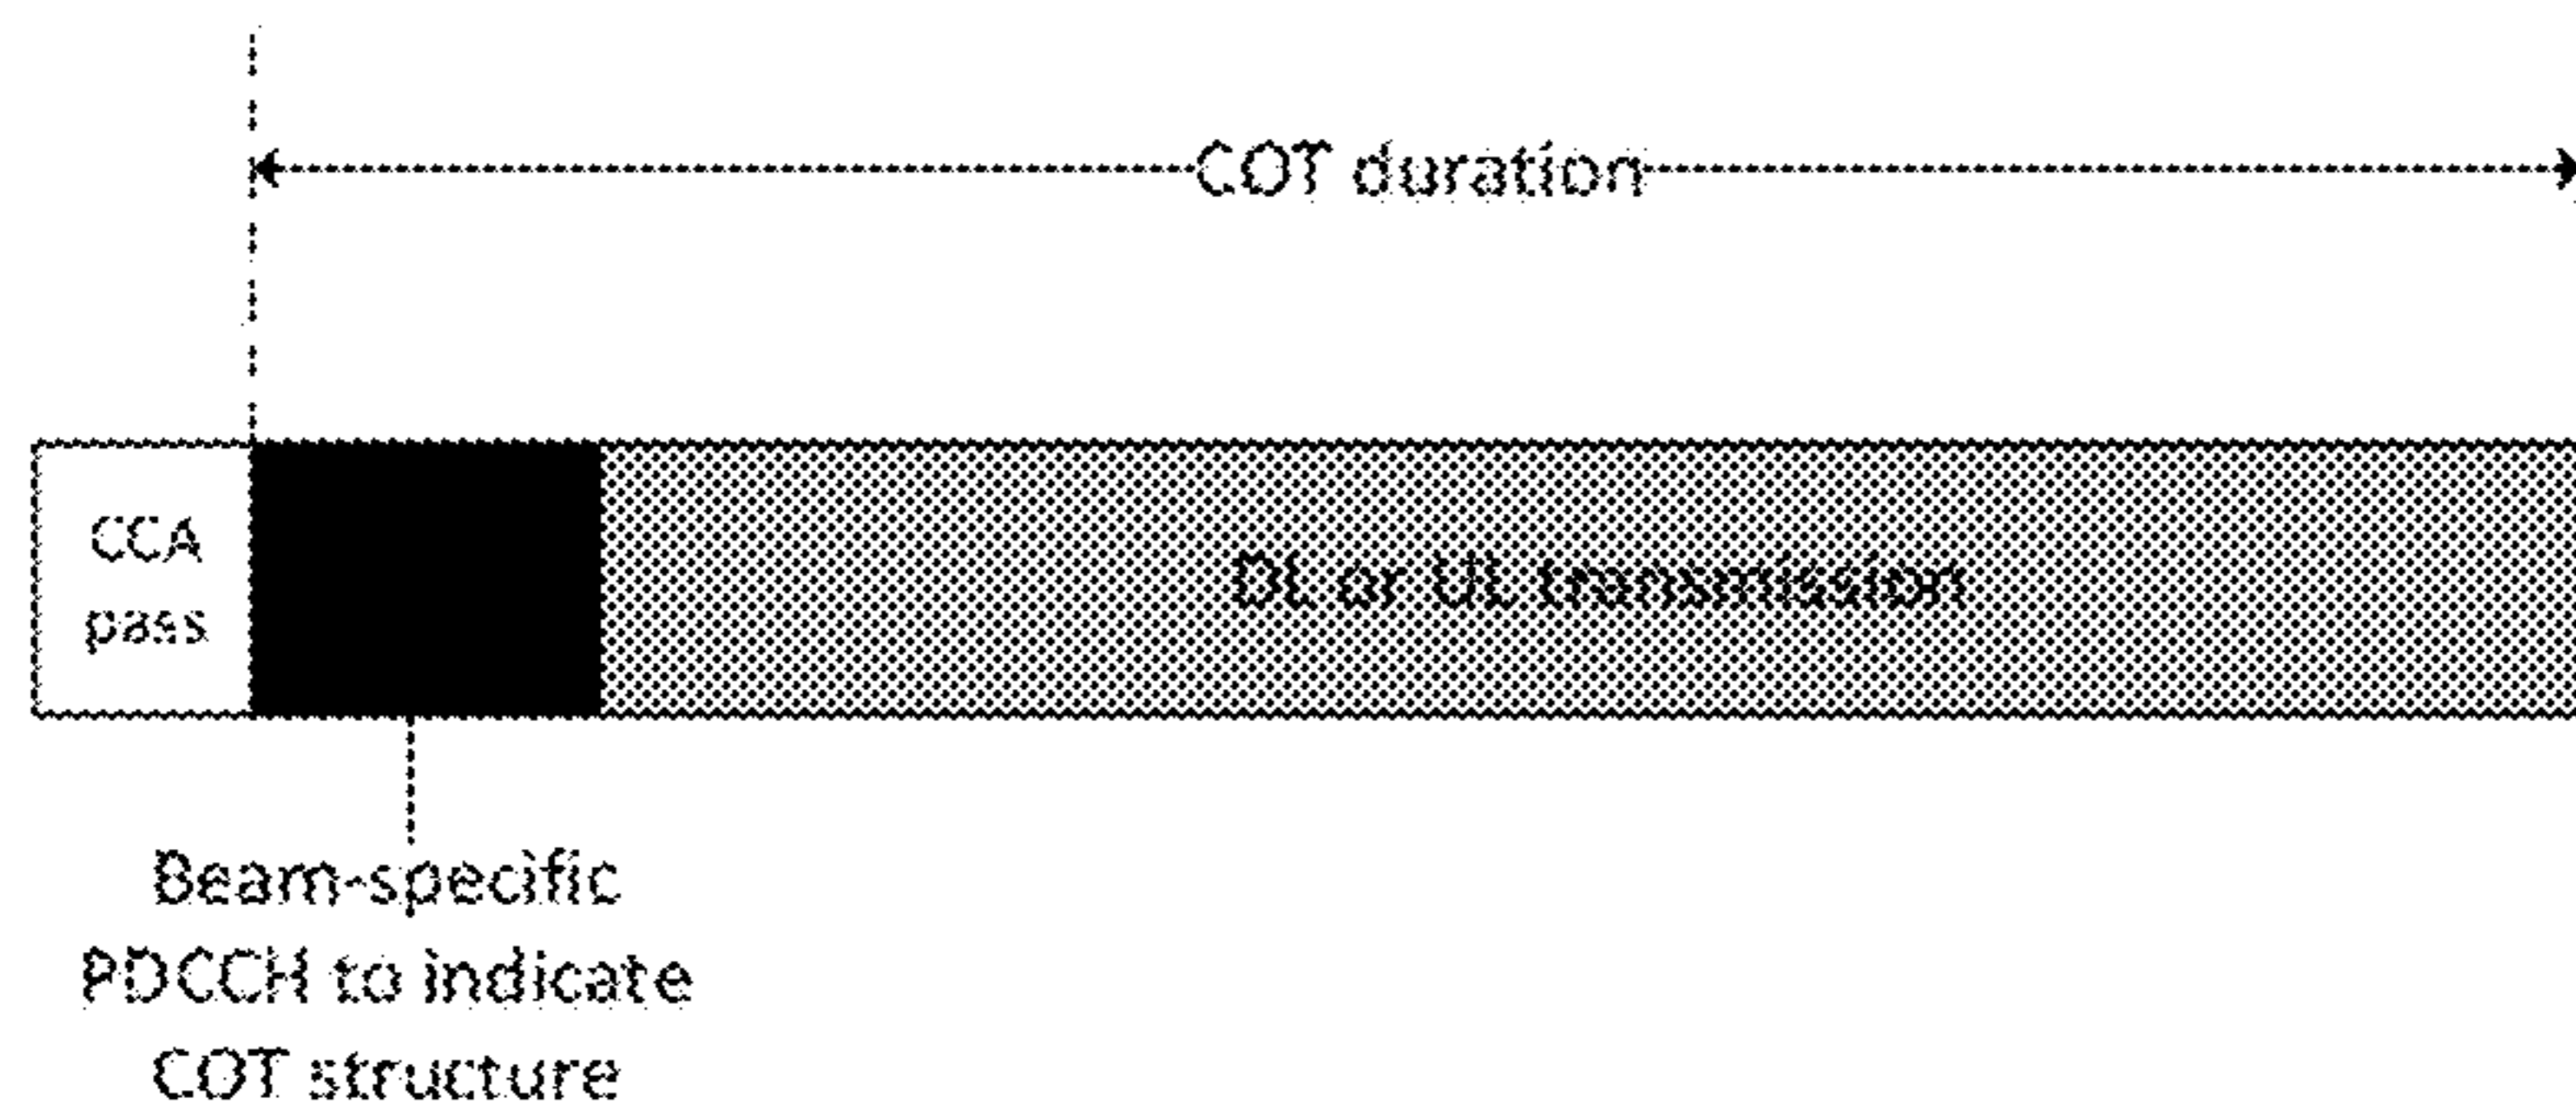 COT duration
CCA
pass
DL or UL transmission
Beam-specific
PDCCH to indicate
COT structure